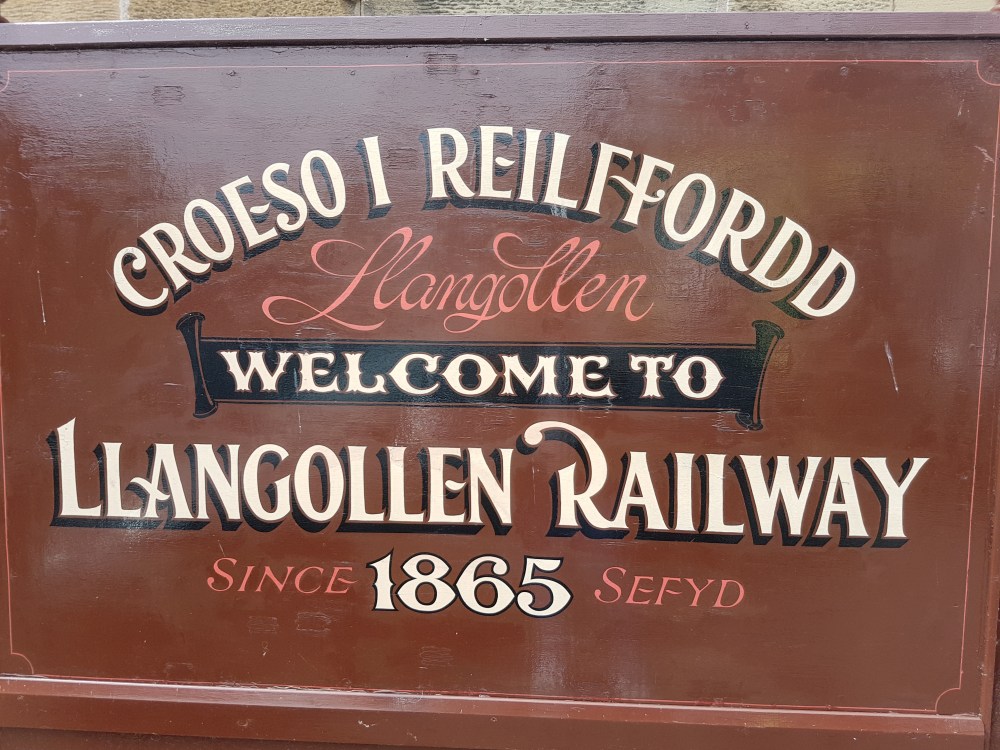 CROESO I REILFFORDD
Llangollen
WELCOME TO
LLANGOLLEN RAILWAY
SINCE 1865 SEFYD